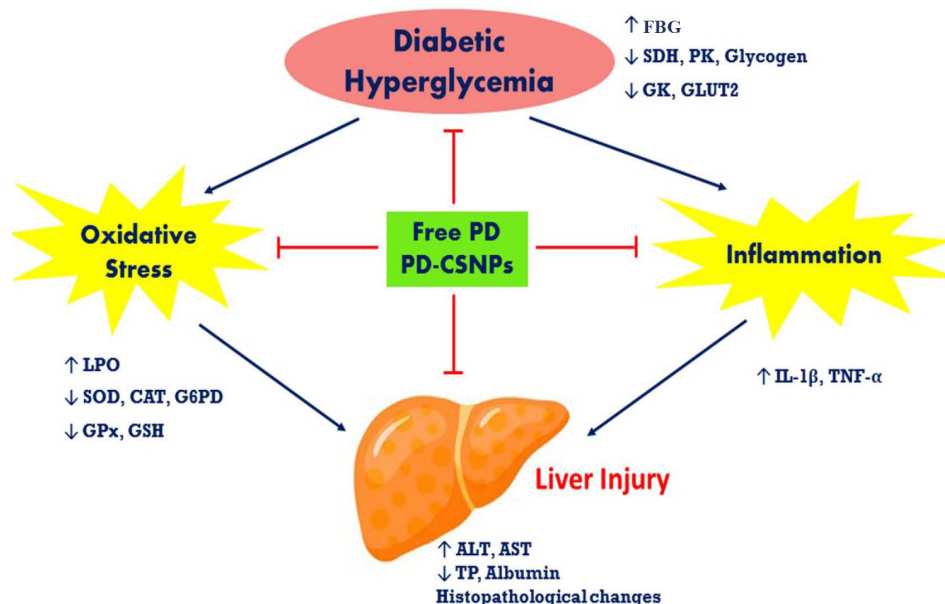 Diabetic
Hyperglycemia
↑ FBG
↓ SDH, PK, Glycogen
↓ GK, GLUT2
Oxidative
Stress
Free PD
PD-CSNPs
Inflammation
↑ LPO
↓ SOD, CAT, G6PD
↓ GPx, GSH
↑ IL-1β, TNF-α
Liver Injury
↑ ALT, AST
↓ TP, Albumin
Histopathological changes